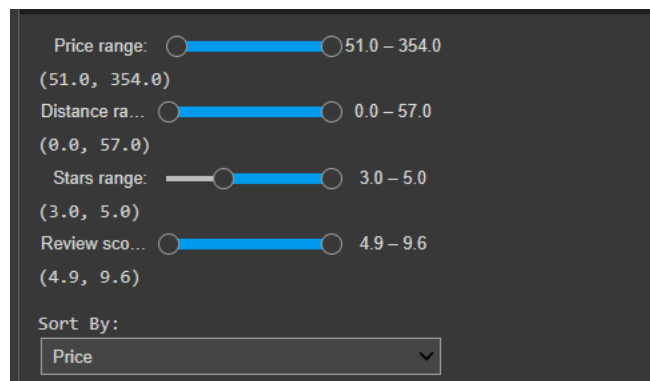 Price range: 51.0 – 354.0
(51.0, 354.0)
Distance ra... 0.0 – 57.0
(0.0, 57.0)
Stars range: 3.0 – 5.0
(3.0, 5.0)
Review sco... 4.9 – 9.6
(4.9, 9.6)
Sort By:
Price